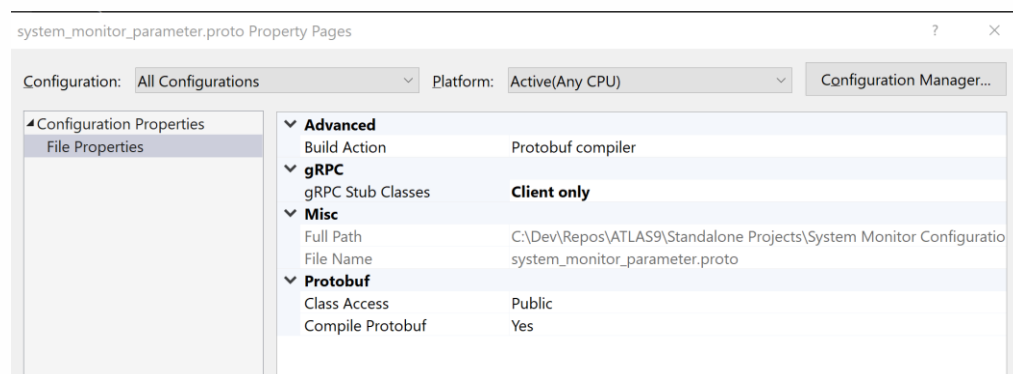 system_monitor_parameter.proto Property Pages ? ×
Configuration: All Configurations Platform: Active(Any CPU) Configuration Manager...
Configuration Properties
File Properties
Advanced
Build Action Protobuf compiler
gRPC
gRPC Stub Classes Client only
Misc
Full Path C:\Dev\Repos\ATLAS9\Standalone Projects\System Monitor Configuratio
File Name system_monitor_parameter.proto
Protobuf
Class Access Public
Compile Protobuf Yes